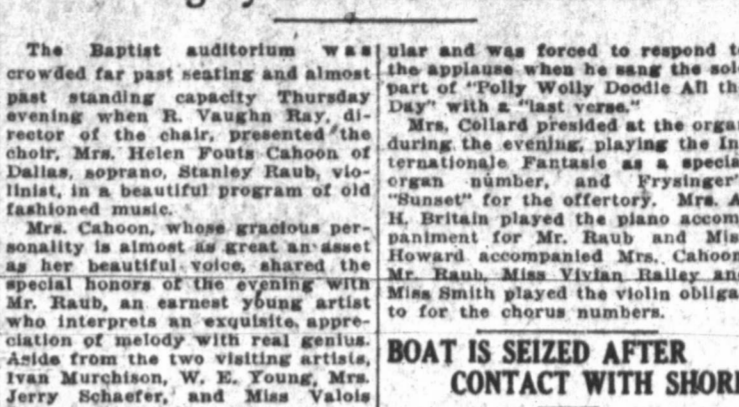 The Baptist auditorium was
crowded far past seating and almost
past standing capacity Thursday
evening when R. Vaughn Ray, di-
rector of the chair, presented the
choir, Mrs. Helen Fouts Cahoon of
Dallas, soprano, Stanley Raub, vio-
linist, in a beautiful program of old
fashioned music.
Mrs. Cahoon, whose gracious per-
sonality is almost as great an asset
as her beautiful voice, shared the
special honors of the evening with
Mr. Raub, an earnest young artist
who interprets an exquisite, appre-
ciation of melody with real genius.
Aside from the two visiting artists,
Ivan Murchison, W. E. Young, Mrs.
Jerry Schaefer, and Miss Valois
ular and was forced to respond t
the applause when he sang the sol
part of "Polly Wolly Doodle All th
Day" with a "last verse."
Mrs. Collard presided at the orga
during the evening, playing the In
ternationale Fantasie as a specia
organ number, and Frysinger'
"Sunset" for the offertory. Mrs. A
H. Britain played the piano accom
paniment for Mr. Raub and Mis
Howard accompanied Mrs. Cahoon
Mr. Raub, Miss Vivian Railey an
Miss Smith played the violin obliga
to for the chorus numbers.
BOAT IS SEIZED AFTER
CONTACT WITH SHOR